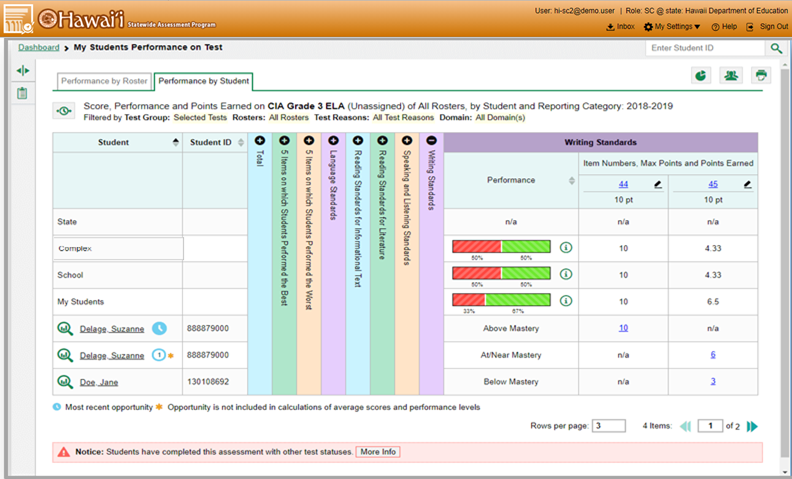 User: hi-sc2@demo.user | Role: SC @ state: Hawaii Department of Education
Hawai'i Statewide Assessment Program
Inbox My Settings Help Sign Out
Dashboard > My Students Performance on Test
Enter Student ID
Performance by Roster Performance by Student
Score, Performance and Points Earned on CIA Grade 3 ELA (Unassigned) of All Rosters, by Student and Reporting Category: 2018-2019
Filtered by Test Group: Selected Tests Rosters: All Rosters Test Reasons: All Test Reasons Domain: All Domain(s)
Student
Student ID
Total
5 Items on which Students Performed the Best
5 Items on which Students Performed the Worst
Language Standards
Reading Standards for Informational Text
Reading Standards for Literature
Speaking and Listening Standards
Writing Standards
Writing Standards
Performance
Item Numbers, Max Points and Points Earned
44 45
10 pt 10 pt
State n/a n/a n/a
Complex 50% 50% 10 4.33
School 50% 50% 10 4.33
My Students 33% 67% 10 6.5
Delage, Suzanne 888879000 Above Mastery 10 n/a
Delage, Suzanne 1 888879000 At/Near Mastery n/a 6
Doe, Jane 130108692 Below Mastery n/a 3
Most recent opportunity Opportunity is not included in calculations of average scores and performance levels
Rows per page: 3 4 Items: 1 of 2
Notice: Students have completed this assessment with other test statuses. More Info